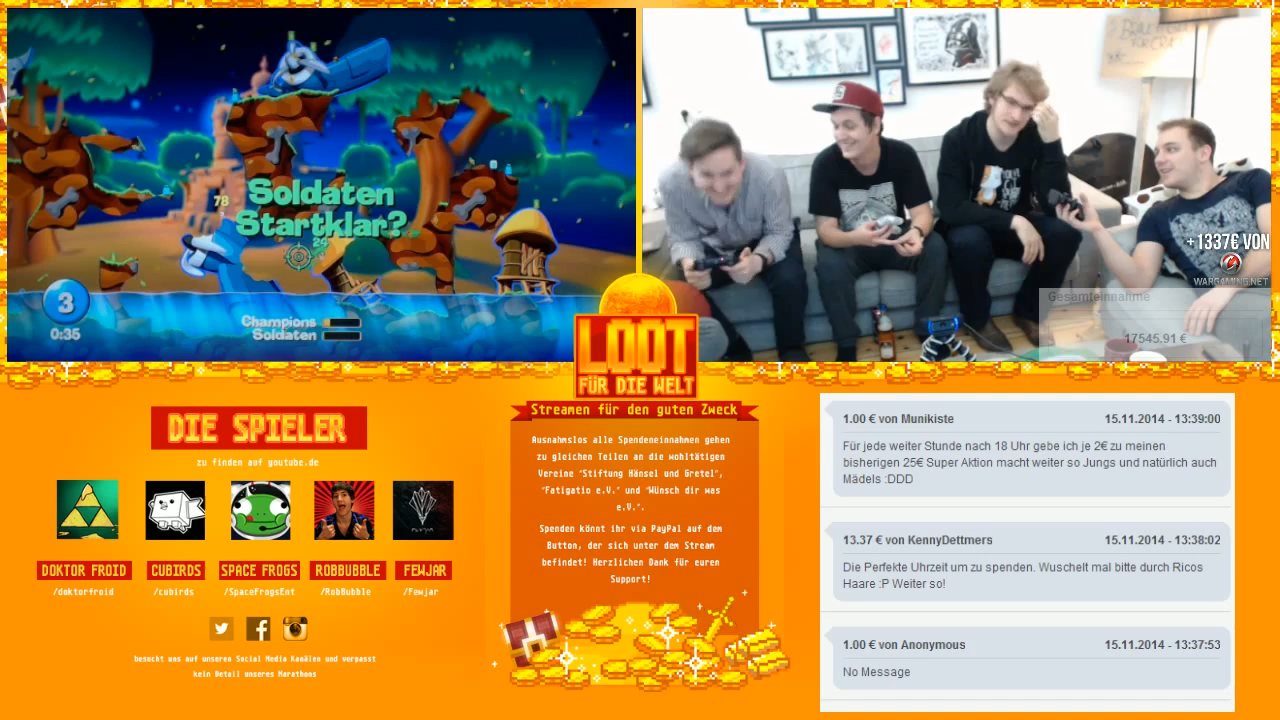 78
Soldaten
Startklar?
24
3
0:35
Champions
Soldaten
+1337€ VON
WARGAMING.NET
Gesamteinnahme
17545.91 €
LOOT
FÜR DIE WELT
Streamen für den guten Zweck
Ausnahmslos alle Spendeneinnahmen gehen
zu gleichen Teilen an die wohltätigen
Vereine "Stiftung Hänsel und Gretel",
"Fatigatio e.V." und "Wünsch dir was
e.V.".
Spenden könnt ihr via PayPal auf dem
Button, der sich unter dem Stream
befindet! Herzlichen Dank für euren
Support!
DIE SPIELER
zu finden auf youtube.de
DOKTOR FROID
CUBIRDS
SPACE FROGS
ROBBUBBLE
FEWJAR
/doktorfroid
/cubirds
/SpaceFrogsEnt
/RobBubble
/Fewjar
besucht uns auf unseren Social Media Kanälen und verpasst
kein Detail unseres Marathons
1.00 € von Munikiste
15.11.2014 - 13:39:00
Für jede weiter Stunde nach 18 Uhr gebe ich je 2€ zu meinen
bisherigen 25€ Super Aktion macht weiter so Jungs und natürlich auch
Mädels :DDD
13.37 € von KennyDettmers
15.11.2014 - 13:38:02
Die Perfekte Uhrzeit um zu spenden. Wuschelt mal bitte durch Ricos
Haare :P Weiter so!
1.00 € von Anonymous
15.11.2014 - 13:37:53
No Message